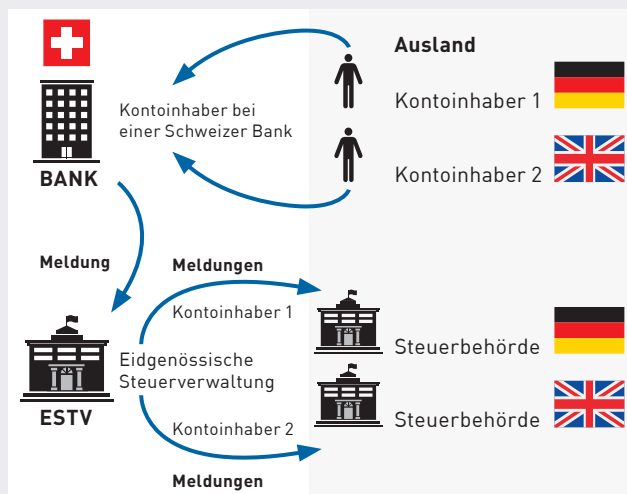 Ausland
Kontoinhaber 1
Kontoinhaber bei
einer Schweizer Bank
Kontoinhaber 2
BANK
Meldung
Meldungen
Kontoinhaber 1
Eidgenössische
Steuerverwaltung
Steuerbehörde
ESTV
Steuerbehörde
Kontoinhaber 2
Meldungen